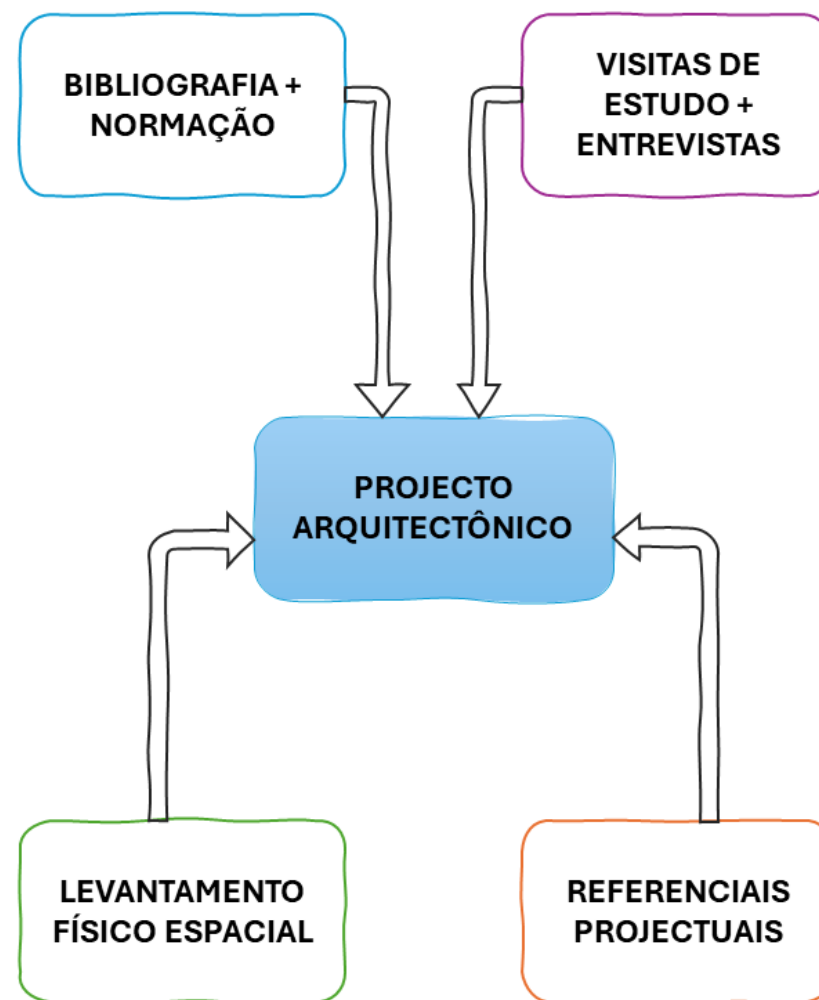 BIBLIOGRAFIA +
NORMAÇÃO
VISITAS DE
ESTUDO +
ENTREVISTAS
PROJECTO
ARQUITECTÔNICO
LEVANTAMENTO
FÍSICO ESPACIAL
REFERENCIAIS
PROJECTUAIS